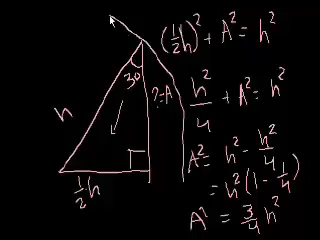 (1/2 h)² + A² = h²
30
?=A
h²/4 + A² = h²
h
A² = h² - h²/4
= h² (1 - 1/4)
1/2 h
A² = 3/4 h²